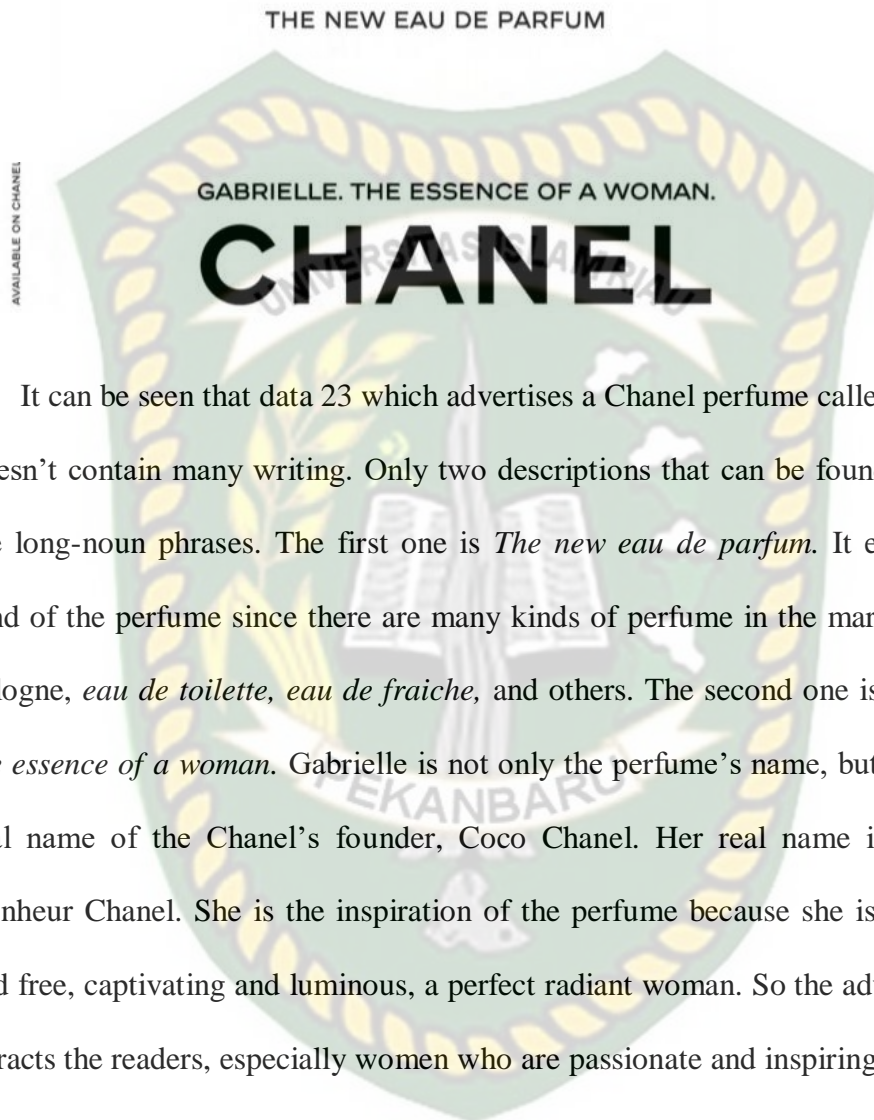 THE NEW EAU DE PARFUM
AVAILABLE ON CHANEL
GABRIELLE. THE ESSENCE OF A WOMAN.
CHANEL
UNIVERSITAS ISLAM RIAU
It can be seen that data 23 which advertises a Chanel perfume calle
esn't contain many writing. Only two descriptions that can be foun
e long-noun phrases. The first one is The new eau de parfum. It e
nd of the perfume since there are many kinds of perfume in the mar
logne, eau de toilette, eau de fraiche, and others. The second one is
e essence of a woman. Gabrielle is not only the perfume's name, but
PEKANBARU
al name of the Chanel's founder, Coco Chanel. Her real name i
nheur Chanel. She is the inspiration of the perfume because she is
d free, captivating and luminous, a perfect radiant woman. So the ad
racts the readers, especially women who are passionate and inspiring